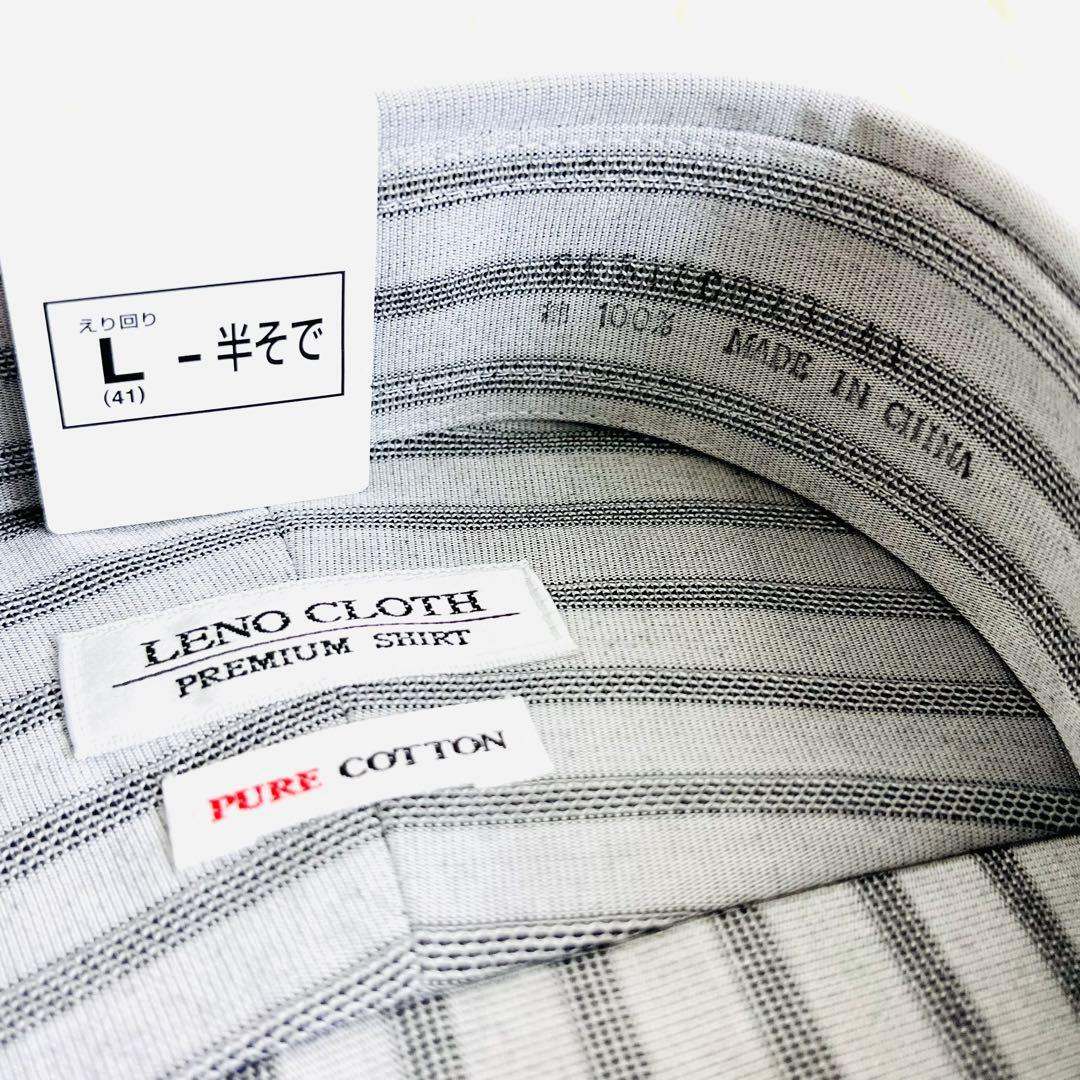 えり回り
L - 半そで
(41)
綿 100% MADE IN CHINA
LENO CLOTH
PREMIUM SHIRT
PURE COTTON